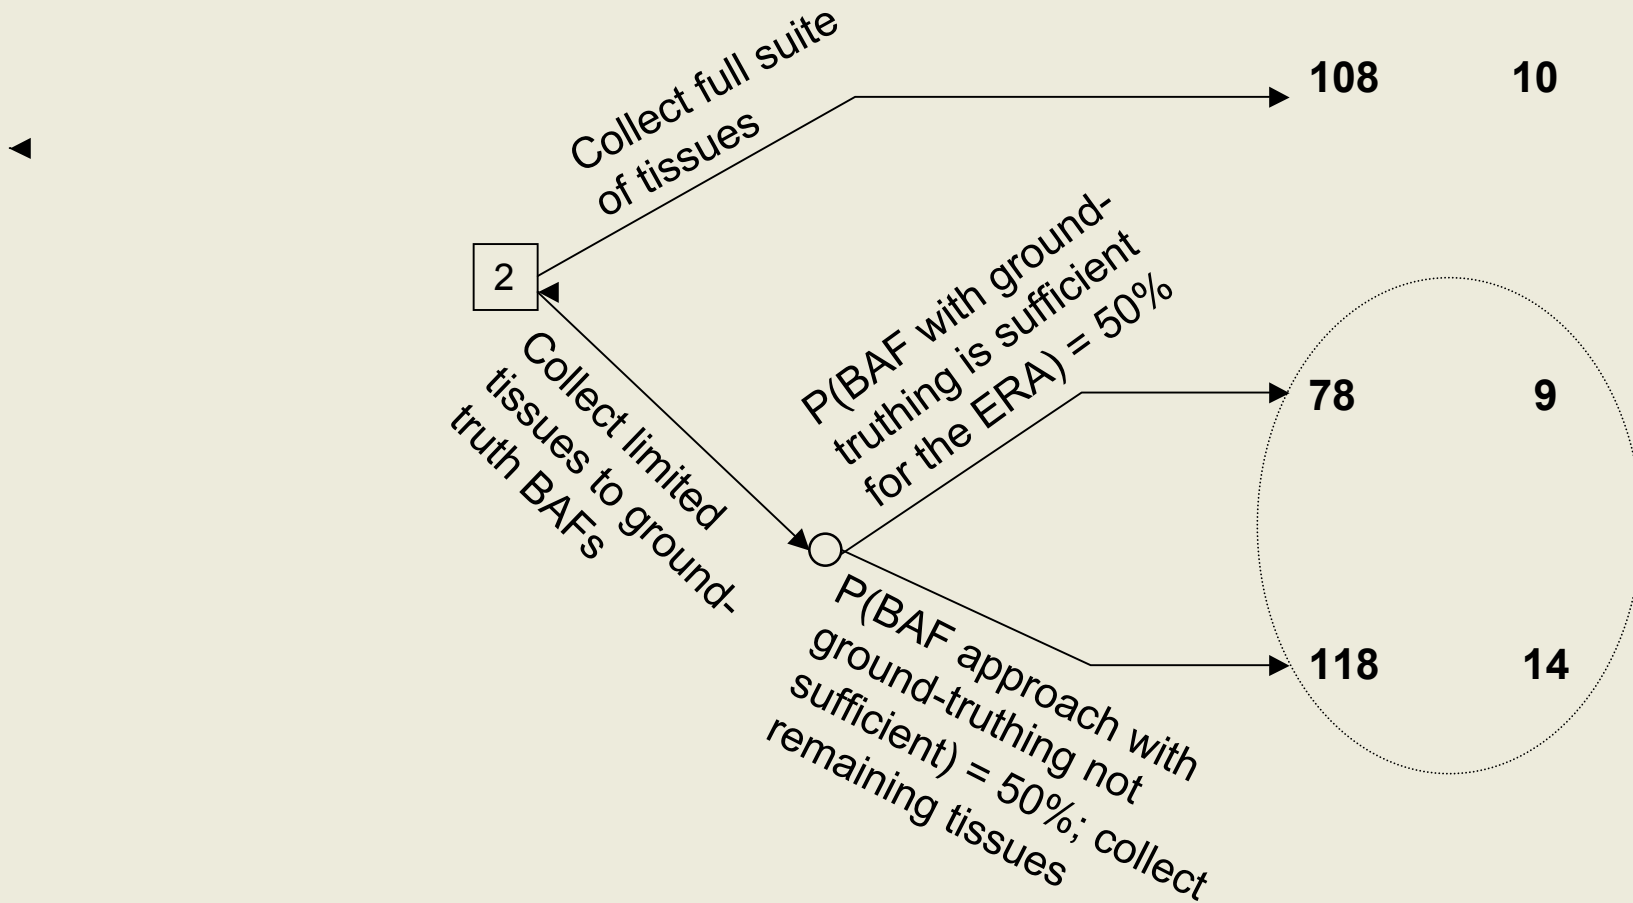 Collect full suite
of tissues
108 10
2
Collect limited
tissues to ground-
truth BAFs
P(BAF with ground-
truthing is sufficient
for the ERA) = 50%
78 9
P(BAF approach with
ground-truthing not
sufficient) = 50%; collect
remaining tissues
118 14